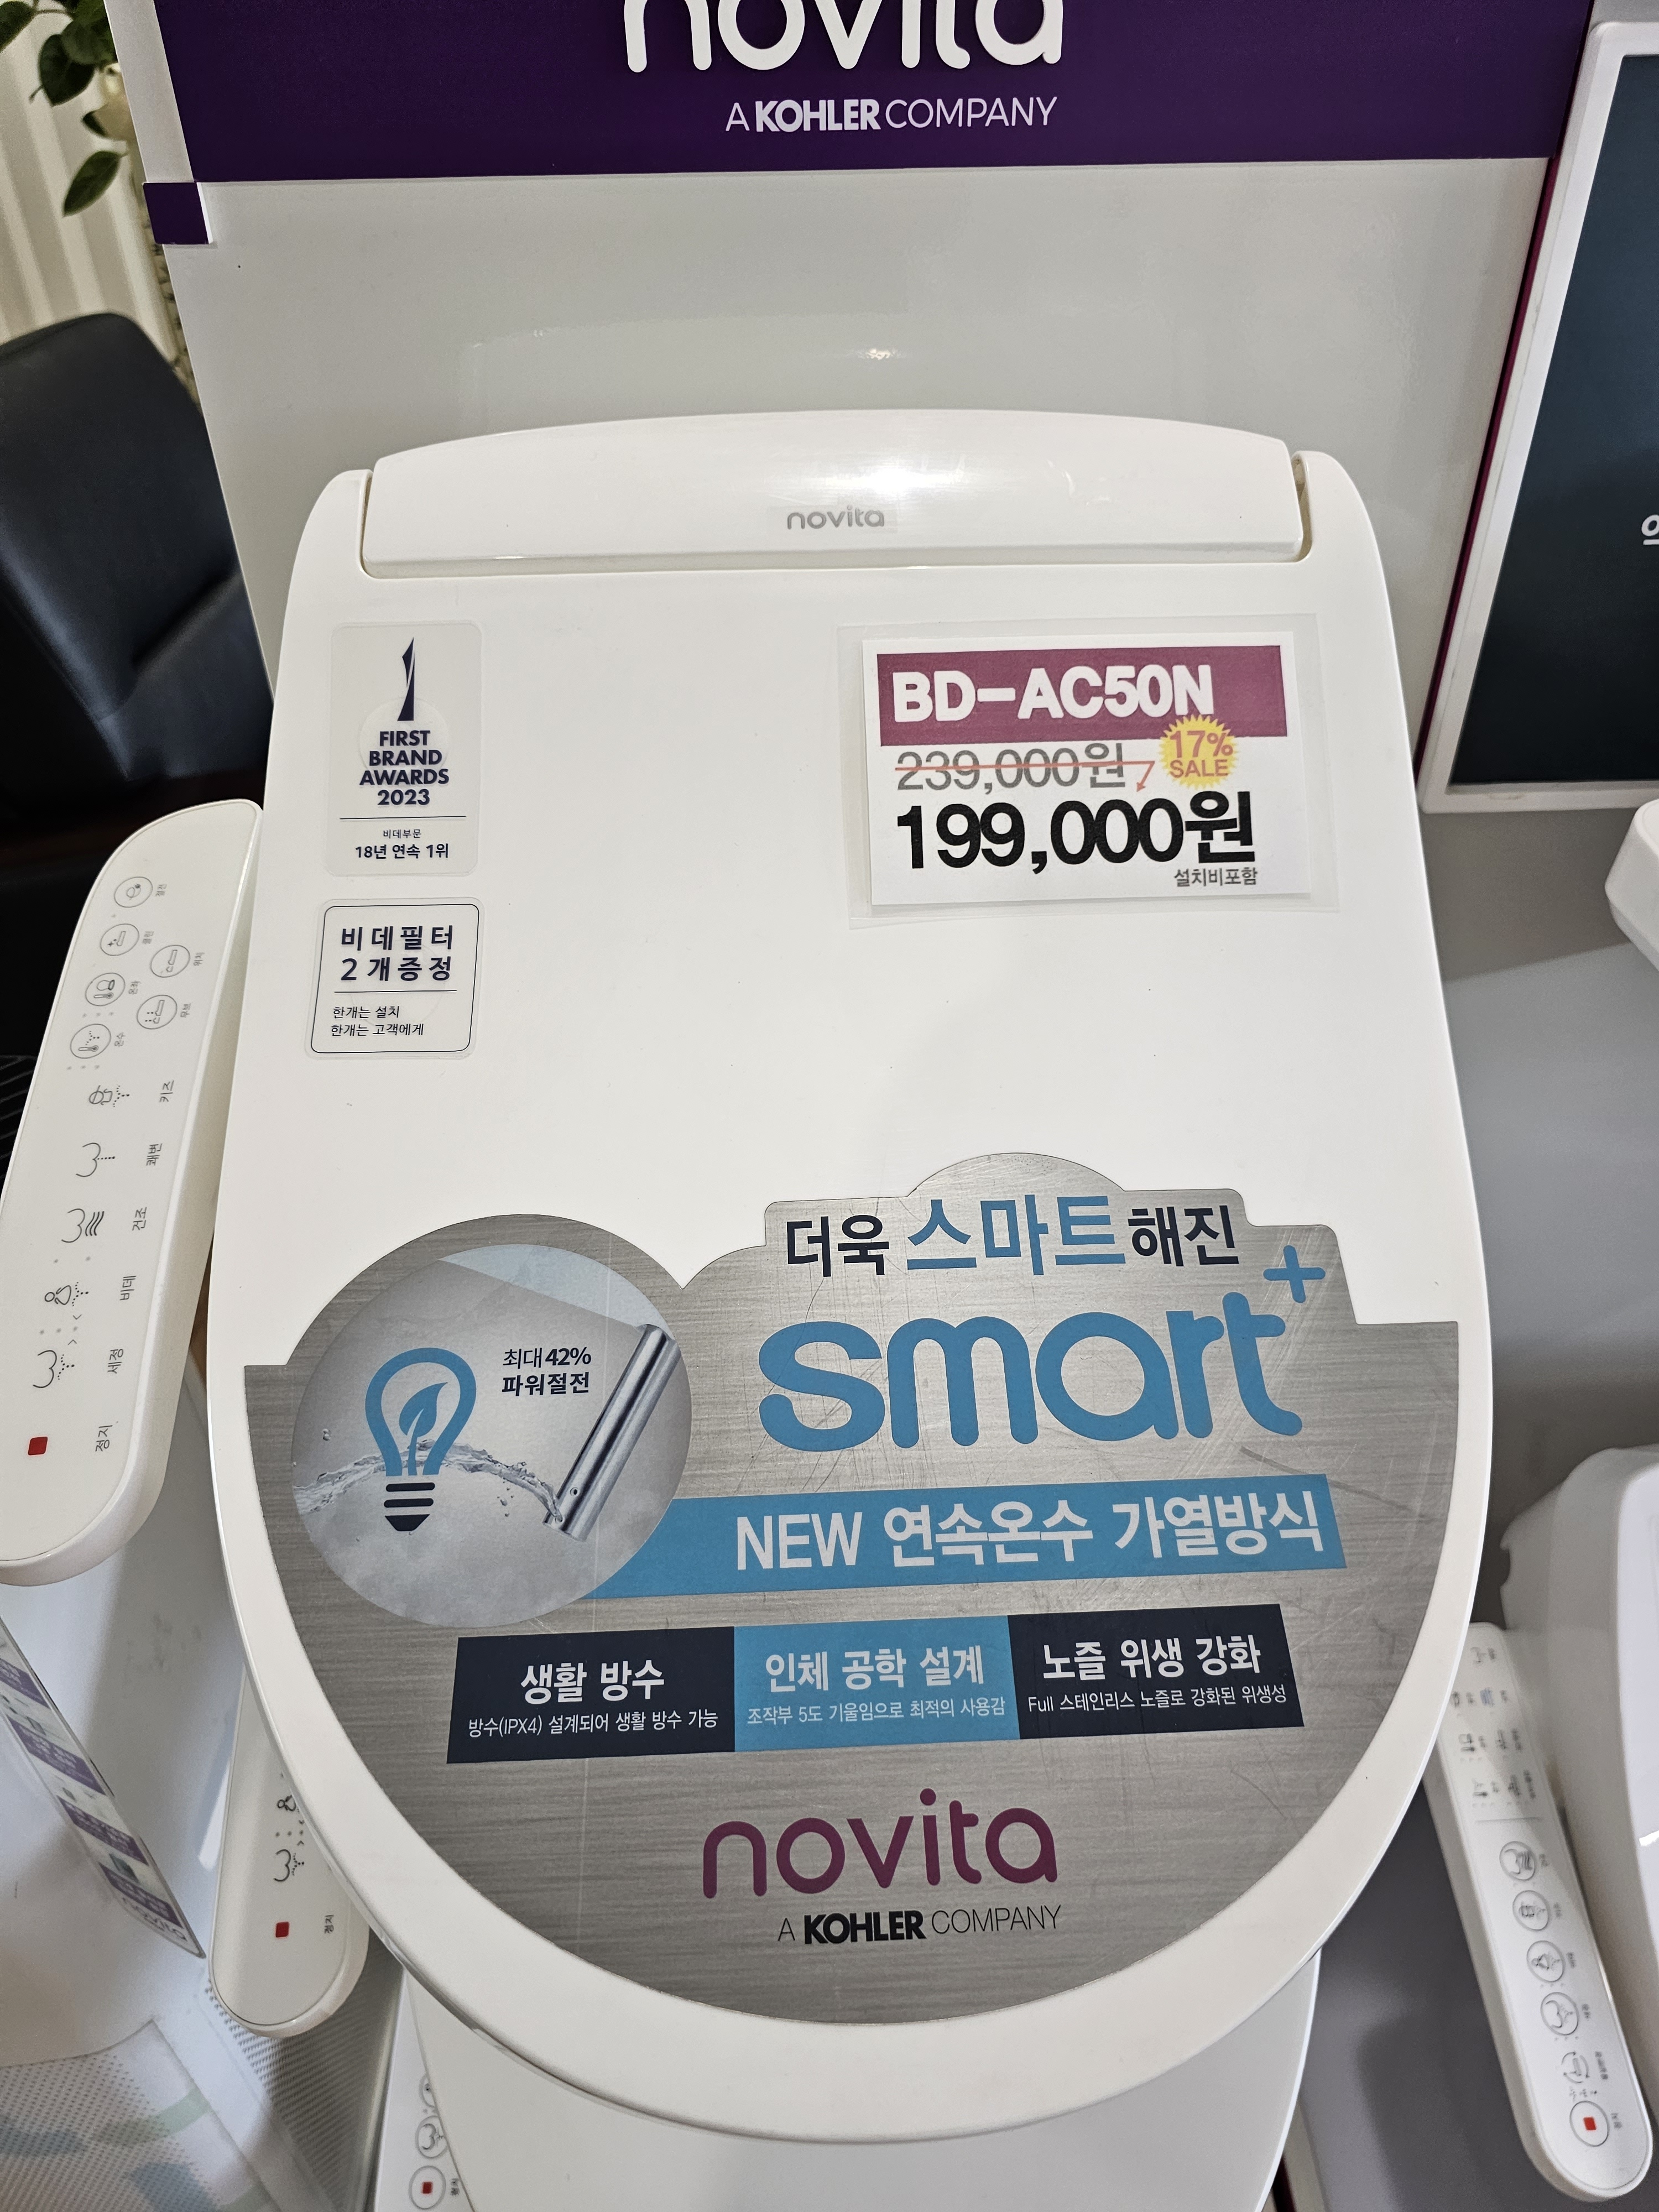 novita
A KOHLER COMPANY
novita
FIRST
BRAND
AWARDS
2023
비데부문
18년 연속 1위
BD-AC50N
239,000원
17%
SALE
199,000원
설치비포함
비데필터
2개증정
한개는 설치
한개는 고객에게
키즈
쾌변
건조
비데
세정
정지
더욱 스마트해진
smart+
최대 42%
파워절전
NEW 연속온수 가열방식
생활 방수
방수(IPX4) 설계되어 생활 방수 가능
인체 공학 설계
조작부 5도 기울임으로 최적의 사용감
노즐 위생 강화
Full 스테인리스 노즐로 강화된 위생성
novita
A KOHLER COMPANY
정지